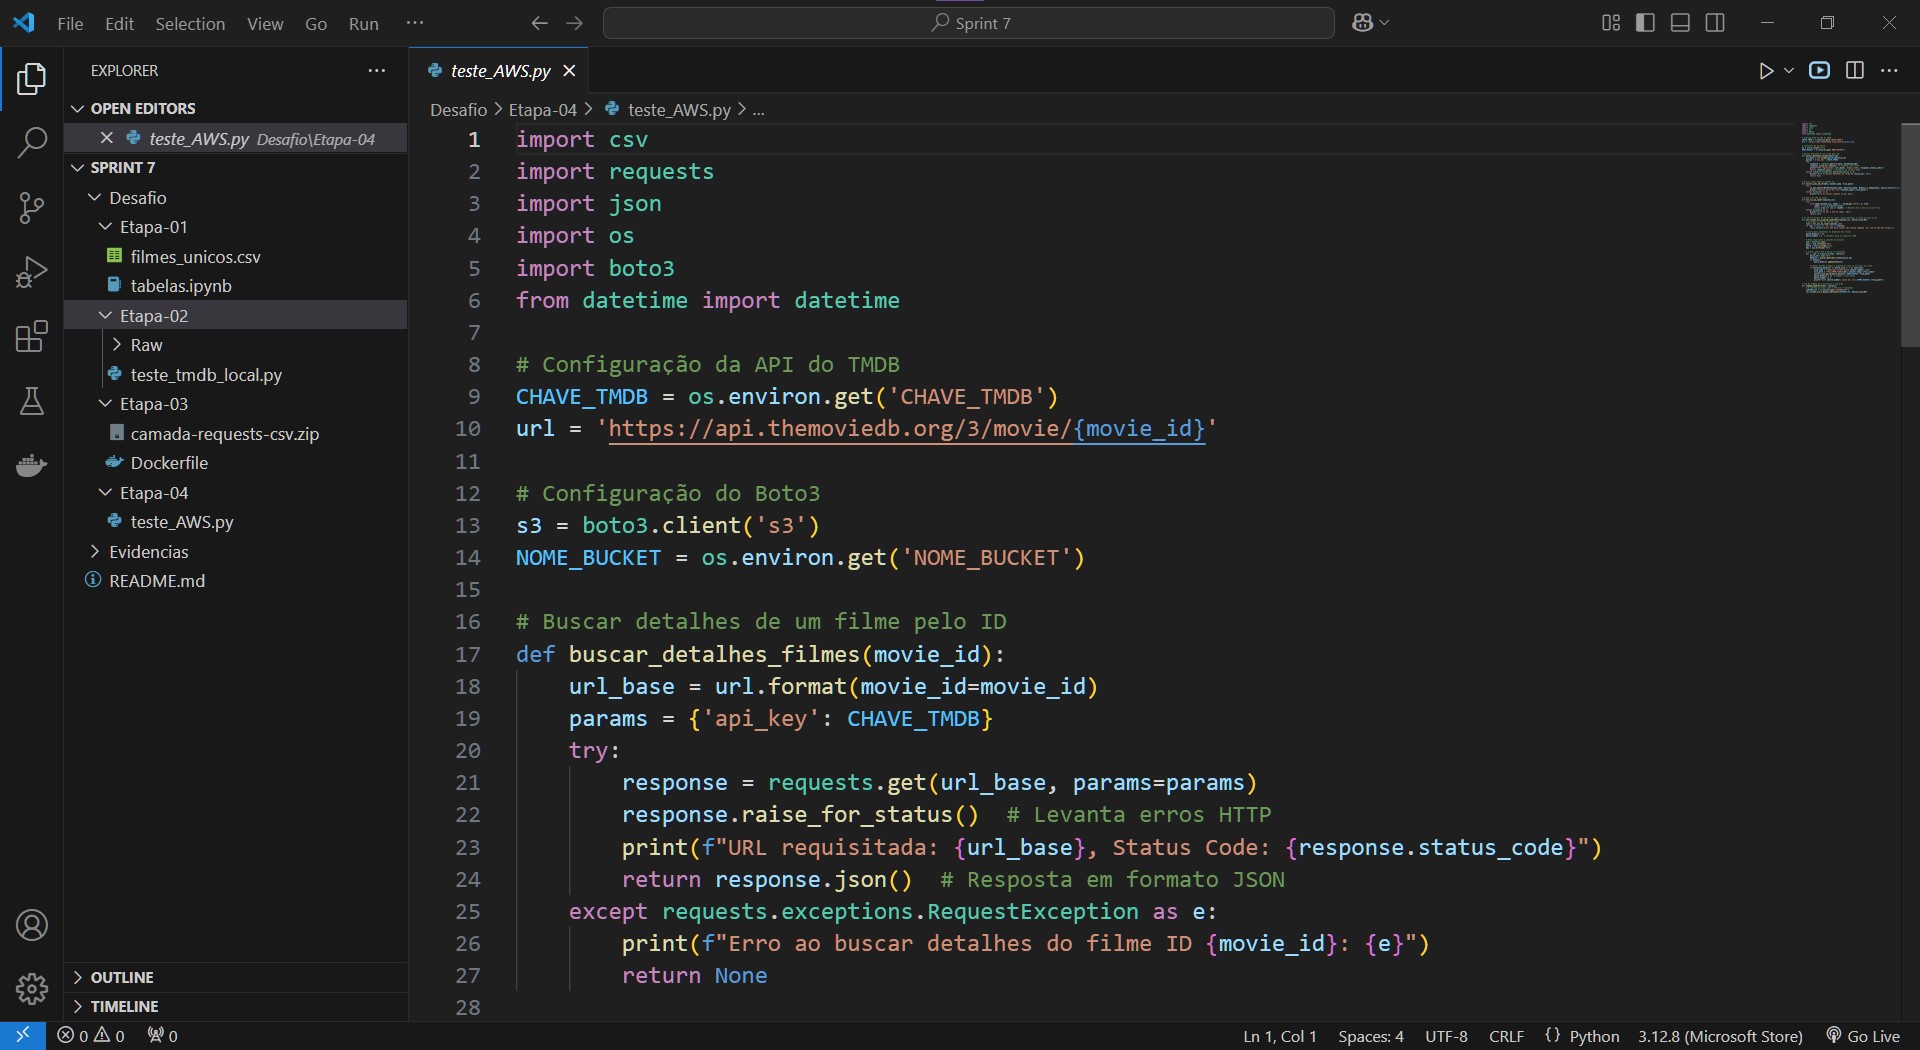 File Edit Selection View Go Run ···
Sprint 7
EXPLORER ···
OPEN EDITORS
teste_AWS.py Desafio\Etapa-04
SPRINT 7
Desafio
Etapa-01
filmes_unicos.csv
tabelas.ipynb
Etapa-02
Raw
teste_tmdb_local.py
Etapa-03
camada-requests-csv.zip
Dockerfile
Etapa-04
teste_AWS.py
Evidencias
README.md
OUTLINE
TIMELINE
teste_AWS.py
Desafio > Etapa-04 > teste_AWS.py > ...
1 import csv
2 import requests
3 import json
4 import os
5 import boto3
6 from datetime import datetime
7
8 # Configuração da API do TMDB
9 CHAVE_TMDB = os.environ.get('CHAVE_TMDB')
10 url = 'https://api.themoviedb.org/3/movie/{movie_id}'
11
12 # Configuração do Boto3
13 s3 = boto3.client('s3')
14 NOME_BUCKET = os.environ.get('NOME_BUCKET')
15
16 # Buscar detalhes de um filme pelo ID
17 def buscar_detalhes_filmes(movie_id):
18     url_base = url.format(movie_id=movie_id)
19     params = {'api_key': CHAVE_TMDB}
20     try:
21         response = requests.get(url_base, params=params)
22         response.raise_for_status()  # Levanta erros HTTP
23         print(f"URL requisitada: {url_base}, Status Code: {response.status_code}")
24         return response.json()  # Resposta em formato JSON
25     except requests.exceptions.RequestException as e:
26         print(f"Erro ao buscar detalhes do filme ID {movie_id}: {e}")
27         return None
28
0 0 0
Ln 1, Col 1 Spaces: 4 UTF-8 CRLF {} Python 3.12.8 (Microsoft Store) Go Live